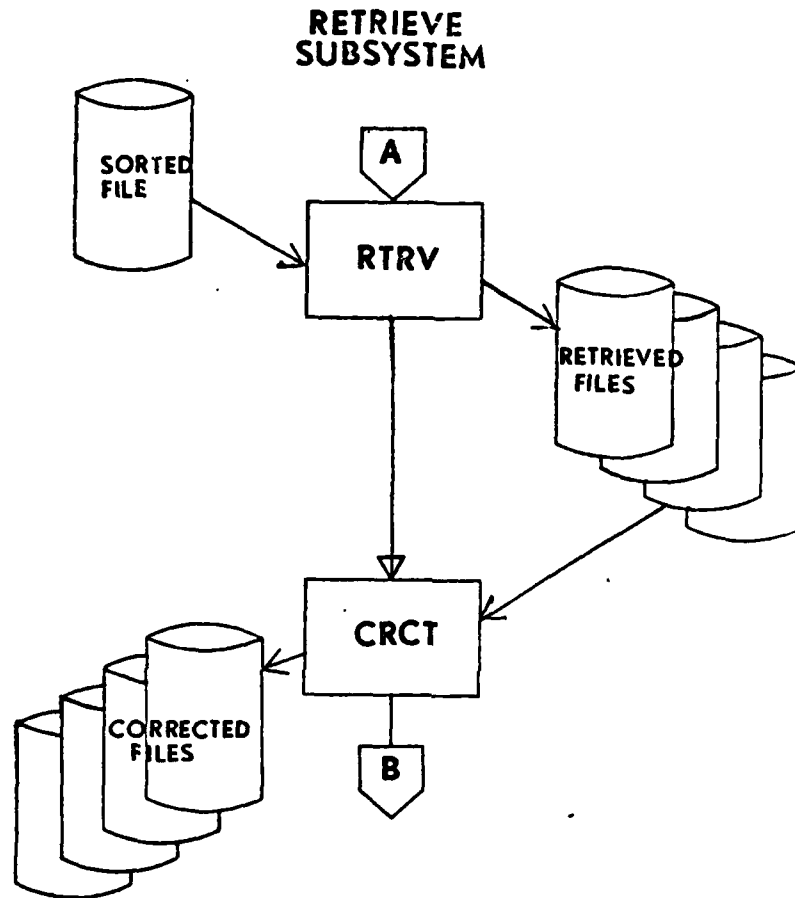 RETRIEVE
SUBSYSTEM
A
SORTED
FILE
RTRV
RETRIEVED
FILES
CRCT
CORRECTED
FILES
B